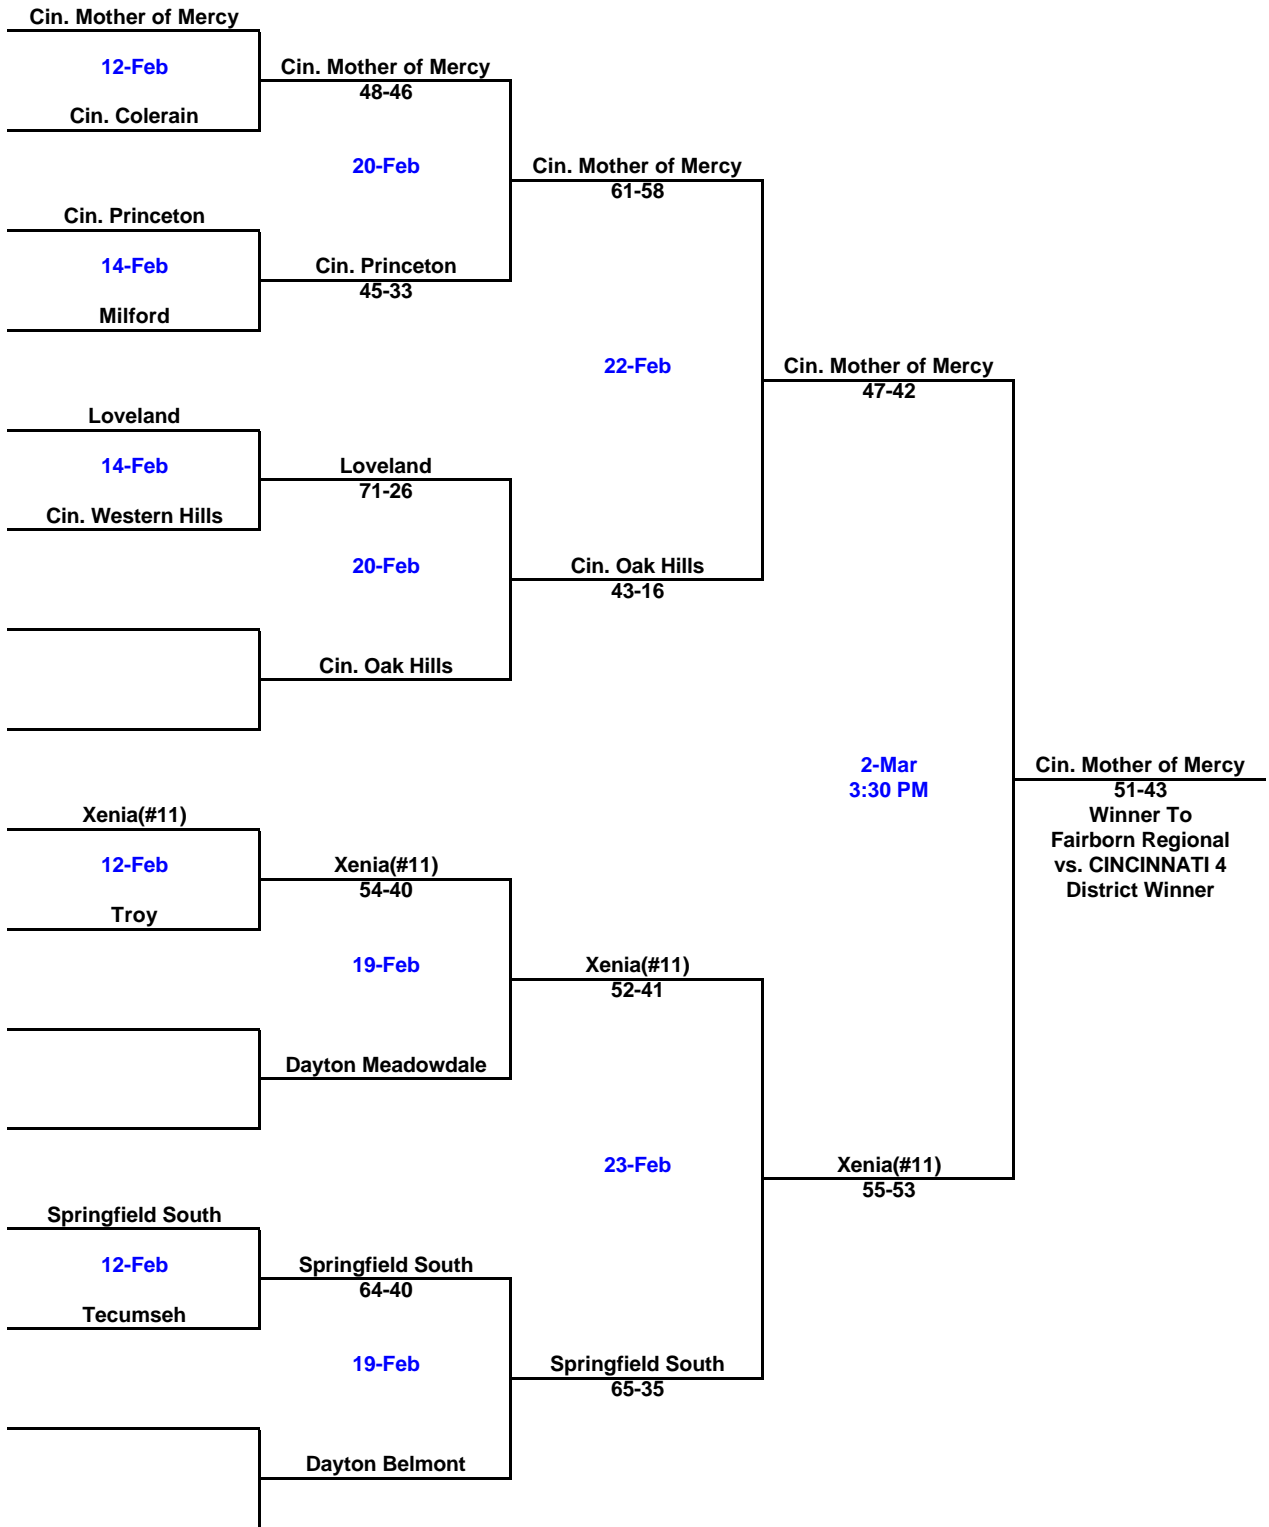 Cin. Mother of Mercy
12-Feb
Cin. Mother of Mercy
48-46
Cin. Colerain
20-Feb
Cin. Mother of Mercy
61-58
Cin. Princeton
14-Feb
Cin. Princeton
45-33
Milford
22-Feb
Cin. Mother of Mercy
47-42
Loveland
14-Feb
Loveland
71-26
Cin. Western Hills
20-Feb
Cin. Oak Hills
43-16
Cin. Oak Hills
2-Mar
3:30 PM
Cin. Mother of Mercy
51-43
Winner To
Fairborn Regional
vs. CINCINNATI 4
District Winner
Xenia(#11)
12-Feb
Xenia(#11)
54-40
Troy
19-Feb
Xenia(#11)
52-41
Dayton Meadowdale
23-Feb
Xenia(#11)
55-53
Springfield South
12-Feb
Springfield South
64-40
Tecumseh
19-Feb
Springfield South
65-35
Dayton Belmont